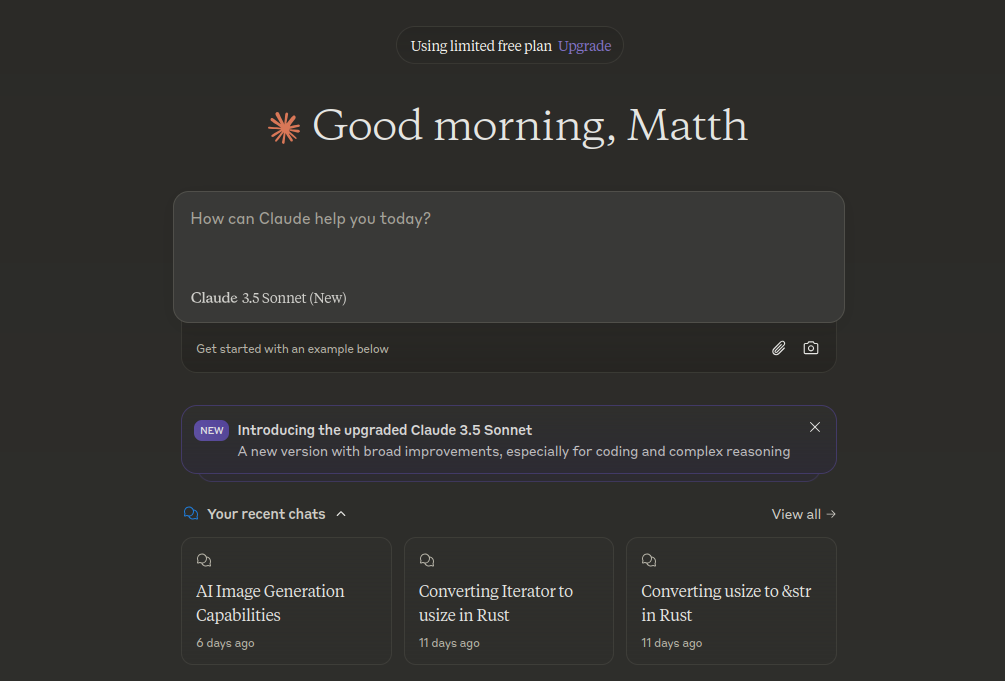 Using limited free plan Upgrade
Good morning, Matth
How can Claude help you today?
Claude 3.5 Sonnet (New)
Get started with an example below
NEW Introducing the upgraded Claude 3.5 Sonnet
A new version with broad improvements, especially for coding and complex reasoning
Your recent chats
View all →
AI Image Generation
Capabilities
6 days ago
Converting Iterator to
usize in Rust
11 days ago
Converting usize to &str
in Rust
11 days ago